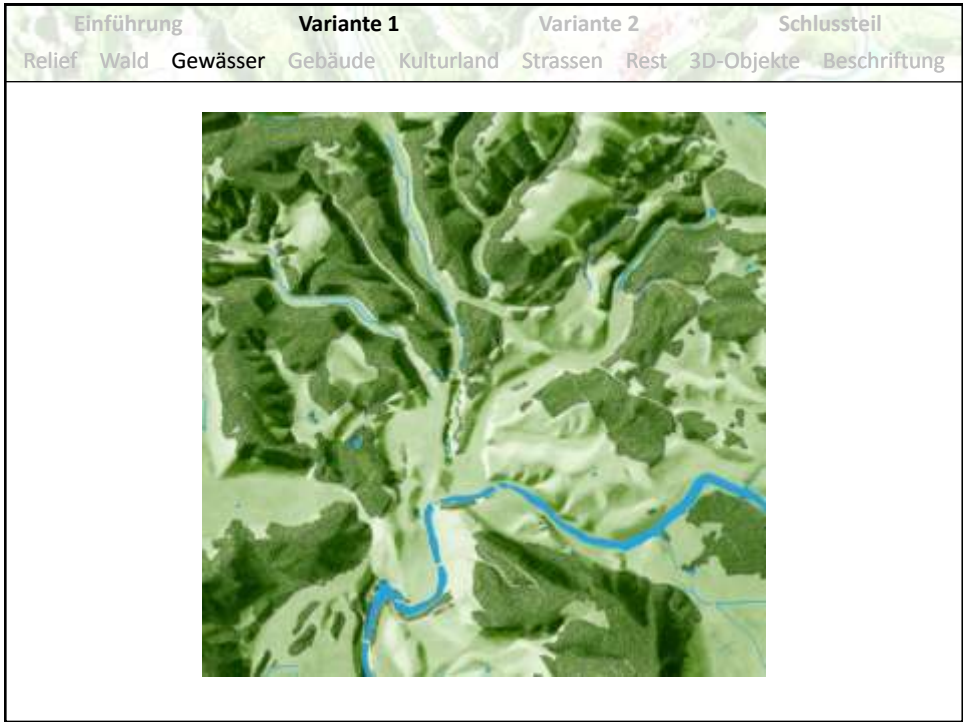 Einführung Variante 1 Variante 2 Schlussteil
Relief Wald Gewässer Gebäude Kulturland Strassen Rest 3D-Objekte Beschriftung